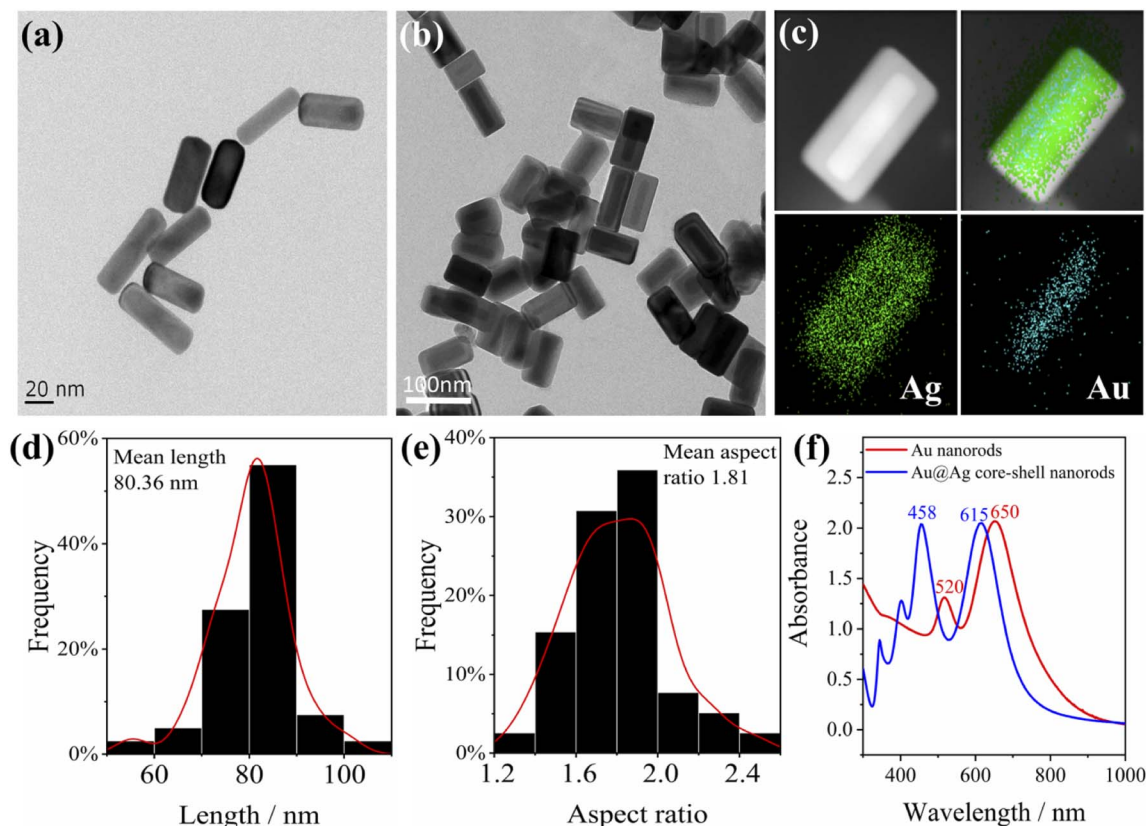 (a)
20 nm
(b)
100nm
(c)
Ag
Au
(d)
60%
40%
20%
0%
Mean length
80.36 nm
Frequency
60
80
100
Length / nm
(e)
40%
30%
20%
10%
0%
Mean aspect
ratio 1.81
Frequency
1.2
1.6
2.0
2.4
Aspect ratio
(f)
Au nanorods
Au@Ag core-shell nanorods
2.5
2.0
1.5
1.0
0.5
0.0
458
615
650
520
Absorbance
400
600
800
1000
Wavelength / nm